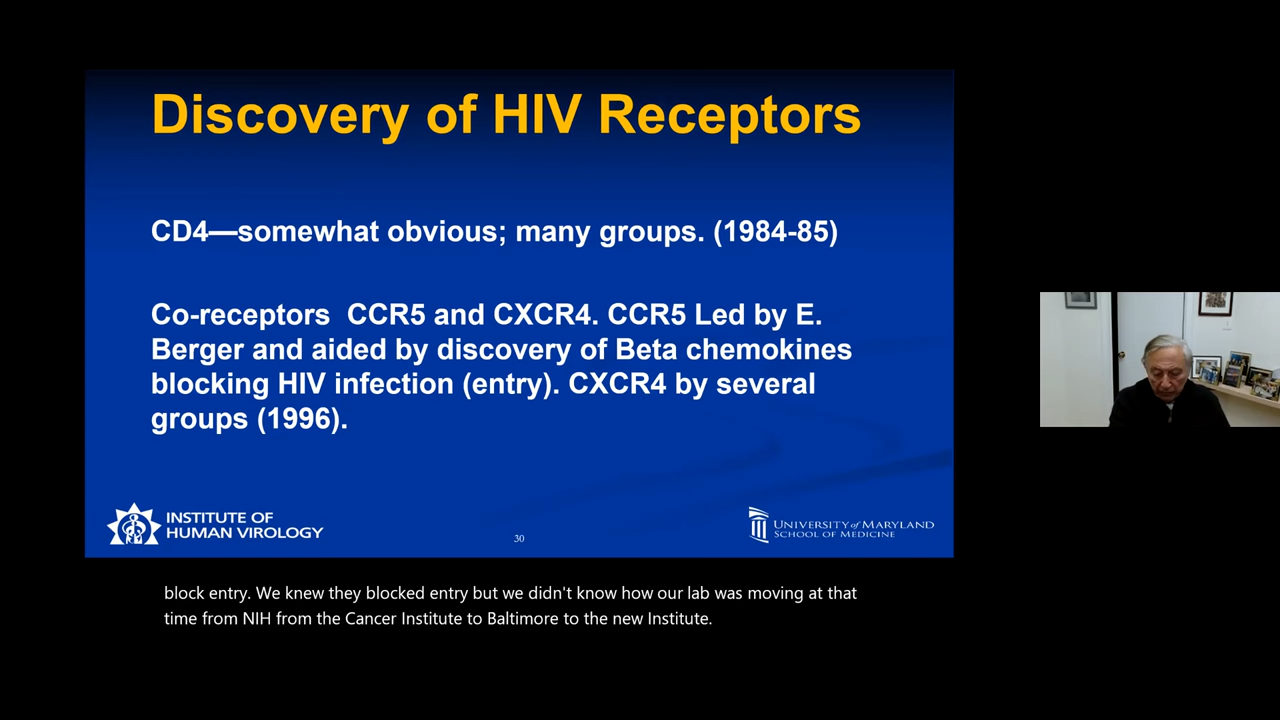 Discovery of HIV Receptors
CD4—somewhat obvious; many groups. (1984-85)
Co-receptors  CCR5 and CXCR4. CCR5 Led by E.
Berger and aided by discovery of Beta chemokines
blocking HIV infection (entry). CXCR4 by several
groups (1996).
INSTITUTE OF
HUMAN VIROLOGY
30
UNIVERSITY of MARYLAND
SCHOOL OF MEDICINE
block entry. We knew they blocked entry but we didn't know how our lab was moving at that
time from NIH from the Cancer Institute to Baltimore to the new Institute.